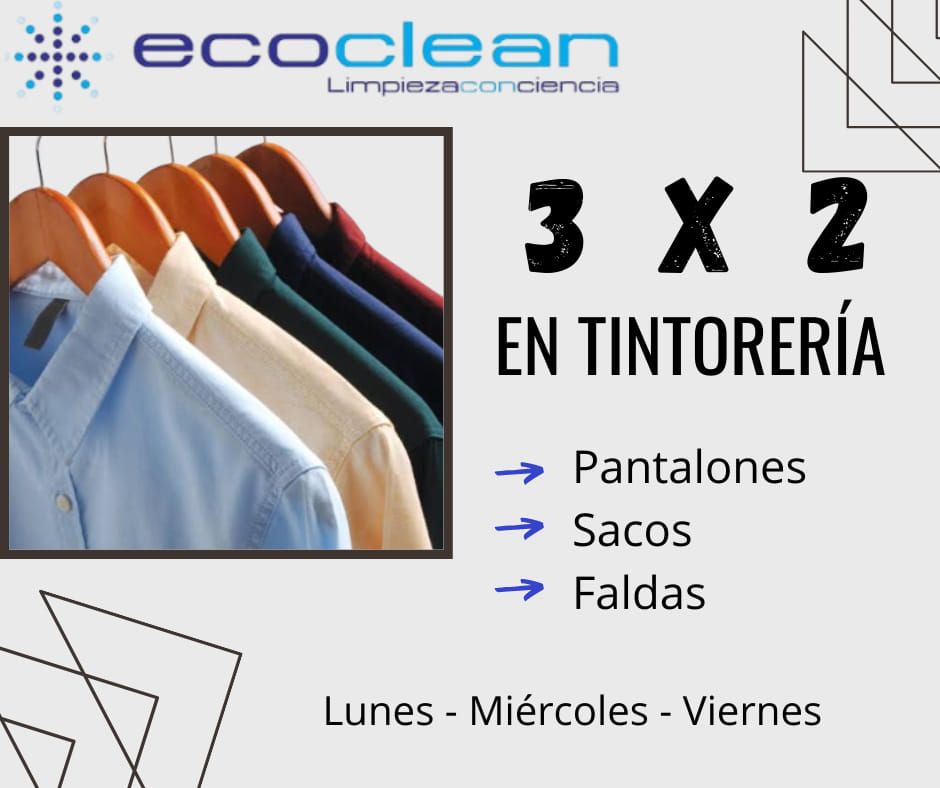 ecoclean
Limpiezaconciencia
3 X 2
EN TINTORERÍA
Pantalones
Sacos
Faldas
Lunes - Miércoles - Viernes